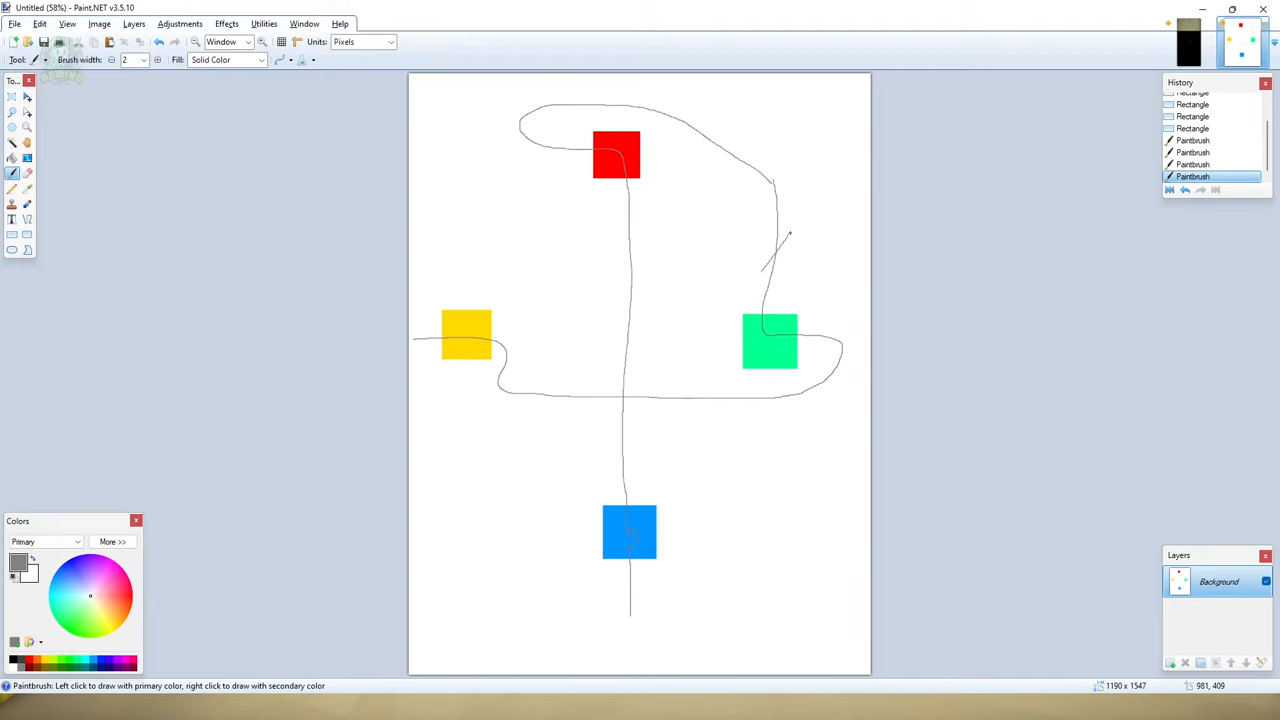 Untitled (58%) - Paint.NET v3.5.10
File Edit View Image Layers Adjustments Effects Utilities Window Help
Window Units: Pixels
Tool: Brush width: 2 Fill: Solid Color
To...
History
Rectangle
Rectangle
Rectangle
Rectangle
Paintbrush
Paintbrush
Paintbrush
Paintbrush
Colors
Primary More >>
Layers
Background
Paintbrush: Left click to draw with primary color, right click to draw with secondary color 1190 x 1547 981, 409